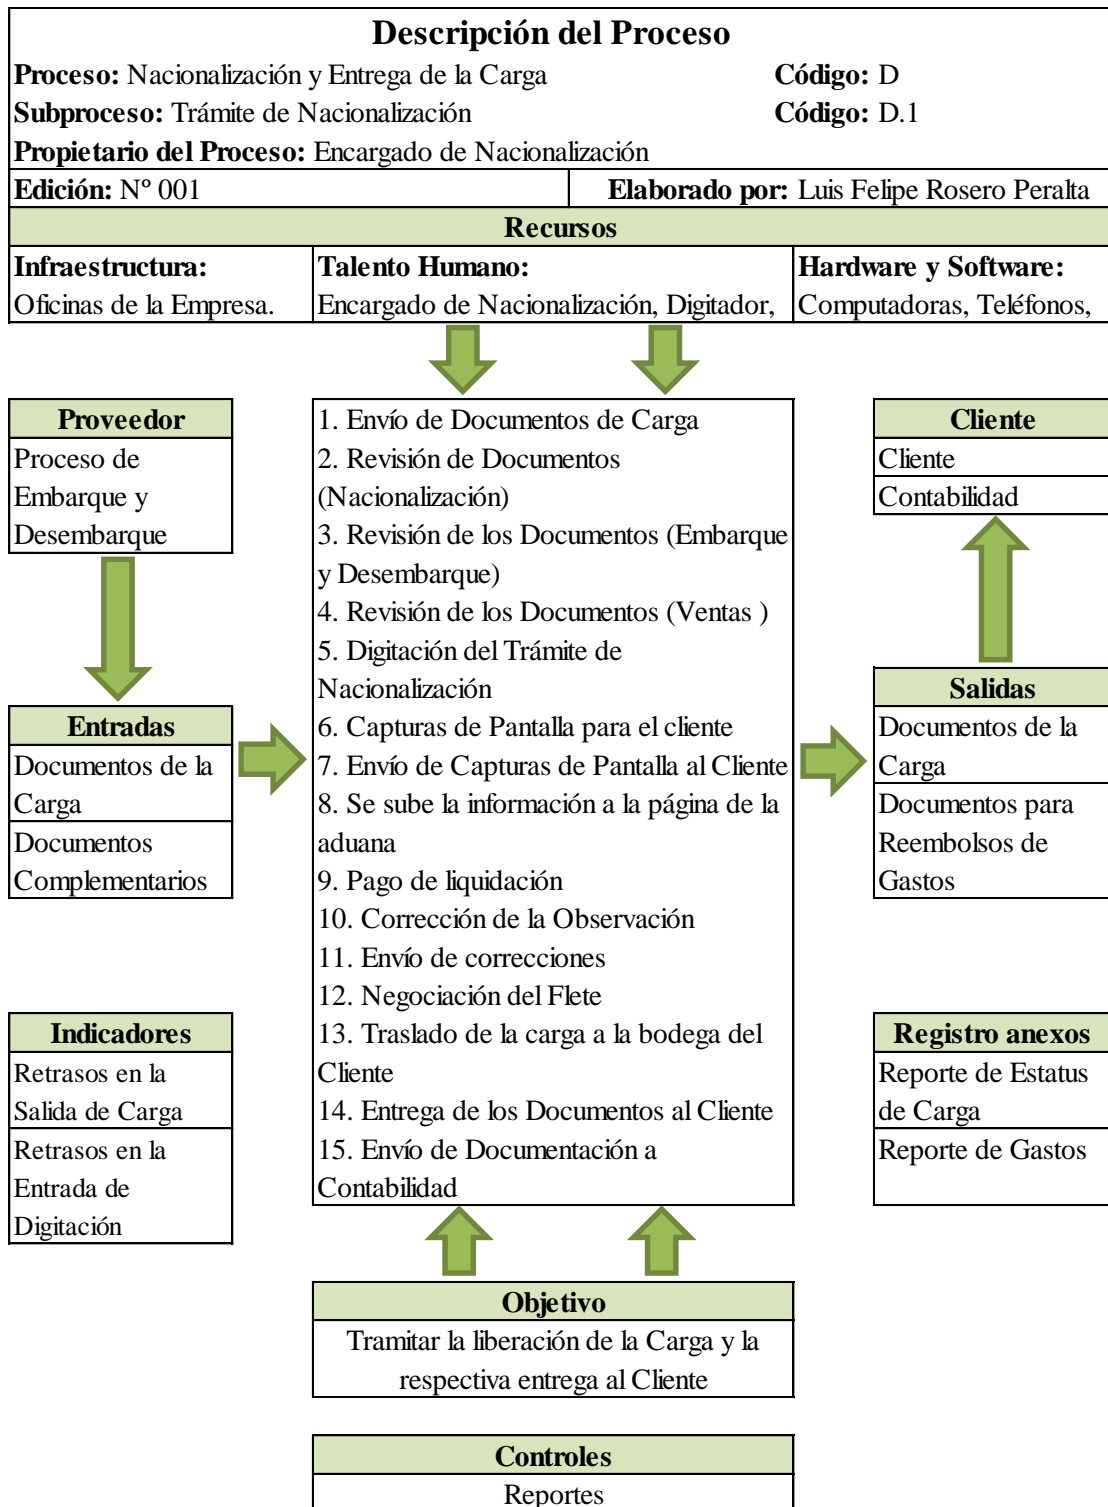 Descripción del Proceso
Proceso: Nacionalización y Entrega de la Carga Código: D
Subproceso: Trámite de Nacionalización Código: D.1
Propietario del Proceso: Encargado de Nacionalización
Edición: Nº 001 Elaborado por: Luis Felipe Rosero Peralta
Recursos
Infraestructura:
Oficinas de la Empresa.
Talento Humano:
Encargado de Nacionalización, Digitador,
Hardware y Software:
Computadoras, Teléfonos,
Proveedor
Proceso de
Embarque y
Desembarque
Entradas
Documentos de la
Carga
Documentos
Complementarios
Indicadores
Retrasos en la
Salida de Carga
Retrasos en la
Entrada de
Digitación
1. Envío de Documentos de Carga
2. Revisión de Documentos
(Nacionalización)
3. Revisión de los Documentos (Embarque
y Desembarque)
4. Revisión de los Documentos (Ventas )
5. Digitación del Trámite de
Nacionalización
6. Capturas de Pantalla para el cliente
7. Envío de Capturas de Pantalla al Cliente
8. Se sube la información a la página de la
aduana
9. Pago de liquidación
10. Corrección de la Observación
11. Envío de correcciones
12. Negociación del Flete
13. Traslado de la carga a la bodega del
Cliente
14. Entrega de los Documentos al Cliente
15. Envío de Documentación a
Contabilidad
Cliente
Cliente
Contabilidad
Salidas
Documentos de la
Carga
Documentos para
Reembolsos de
Gastos
Registro anexos
Reporte de Estatus
de Carga
Reporte de Gastos
Objetivo
Tramitar la liberación de la Carga y la
respectiva entrega al Cliente
Controles
Reportes